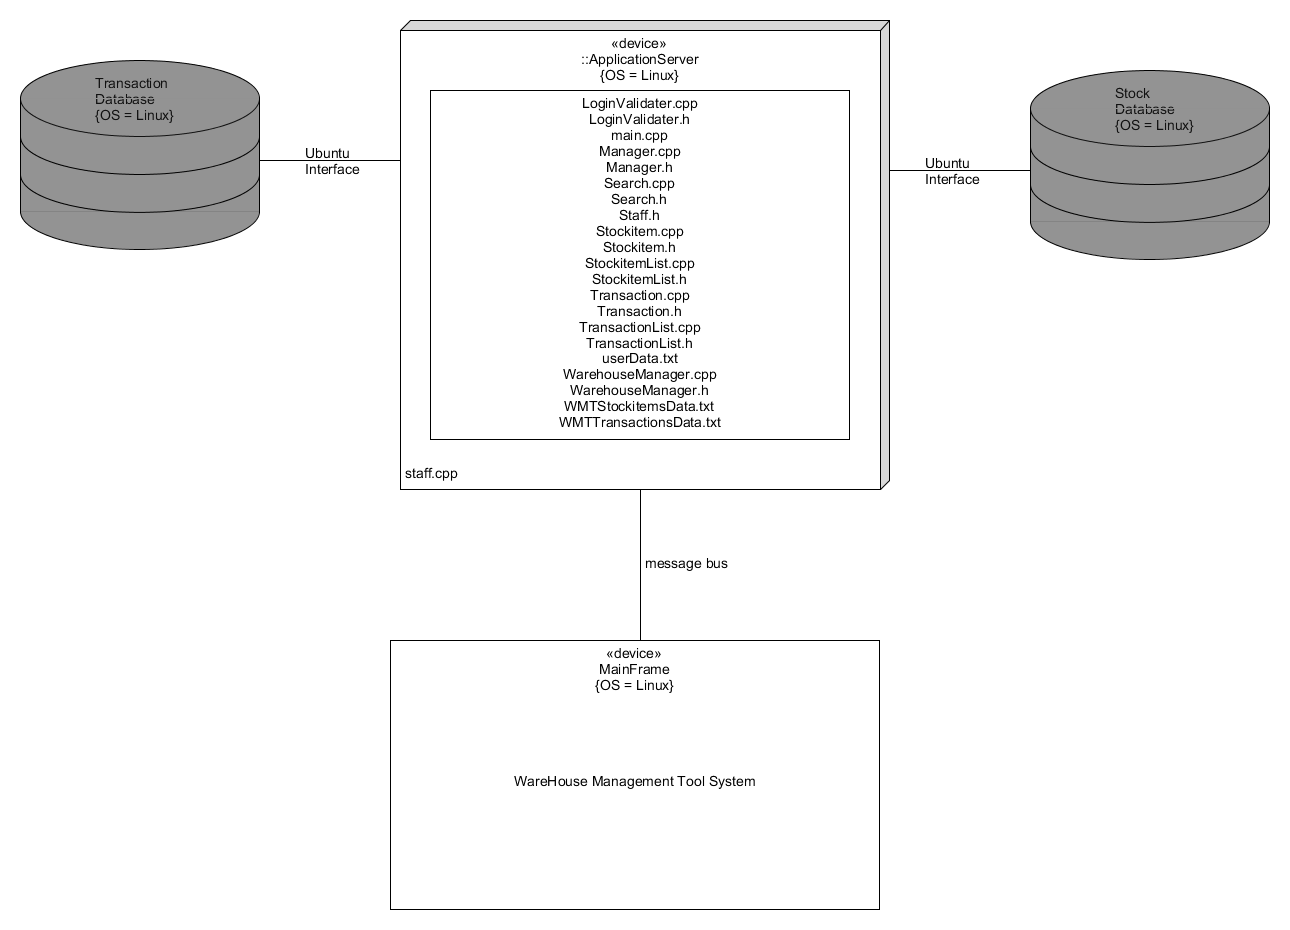 «device»
::ApplicationServer
{OS = Linux}
LoginValidater.cpp
LoginValidater.h
main.cpp
Manager.cpp
Manager.h
Search.cpp
Search.h
Staff.h
Stockitem.cpp
Stockitem.h
StockitemList.cpp
StockitemList.h
Transaction.cpp
Transaction.h
TransactionList.cpp
TransactionList.h
userData.txt
WarehouseManager.cpp
WarehouseManager.h
WMTStockitemsData.txt
WMTTransactionsData.txt
staff.cpp
Transaction
Database
{OS = Linux}
Ubuntu
Interface
Stock
Database
{OS = Linux}
Ubuntu
Interface
message bus
«device»
MainFrame
{OS = Linux}
WareHouse Management Tool System